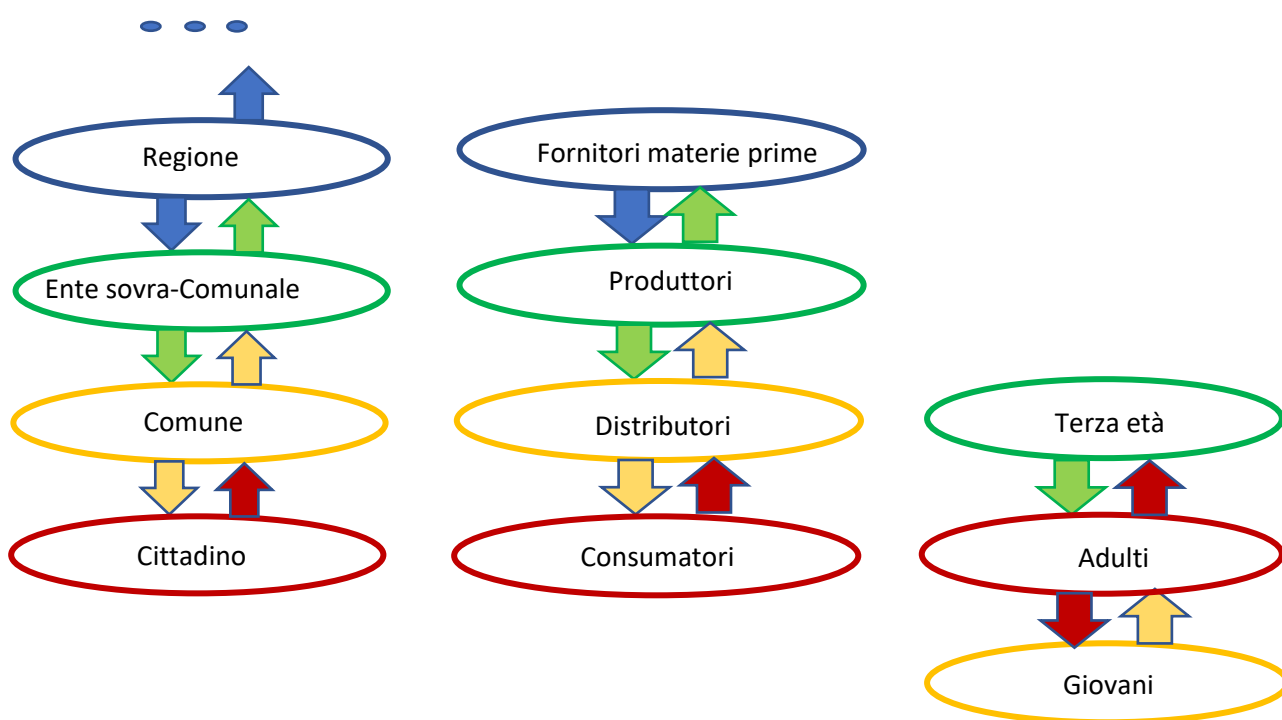 Regione
Ente sovra-Comunale
Comune
Cittadino
Fornitori materie prime
Produttori
Distributori
Consumatori
Terza età
Adulti
Giovani